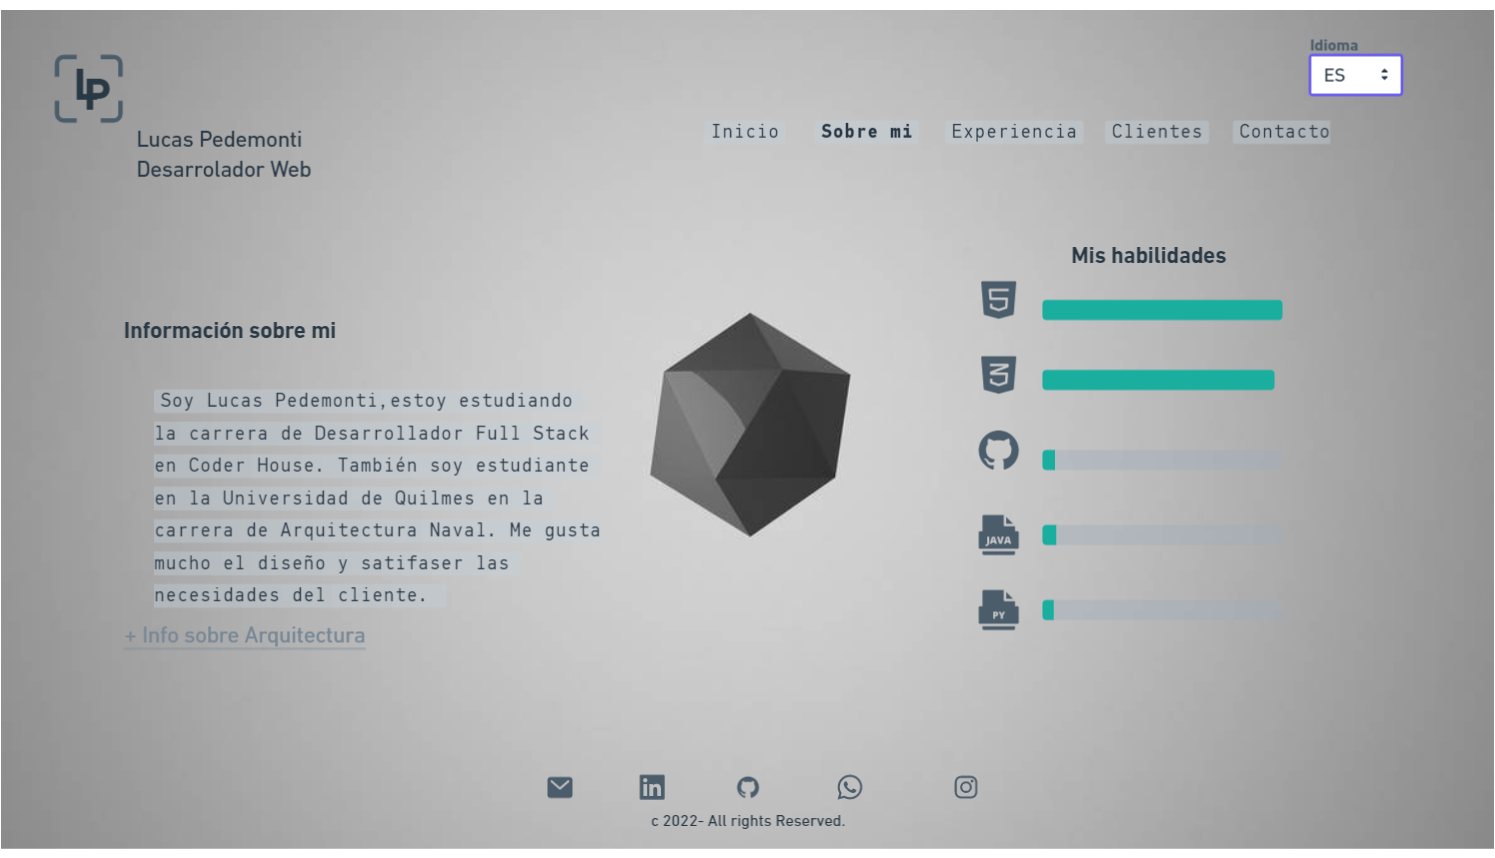 LP
Idioma
ES
Lucas Pedemonti
Desarrolador Web
Inicio Sobre mi Experiencia Clientes Contacto
Información sobre mi
Soy Lucas Pedemonti,estoy estudiando
la carrera de Desarrollador Full Stack
en Coder House. También soy estudiante
en la Universidad de Quilmes en la
carrera de Arquitectura Naval. Me gusta
mucho el diseño y satifaser las
necesidades del cliente.
+ Info sobre Arquitectura
Mis habilidades
5
3
JAVA
PY
in
c 2022- All rights Reserved.